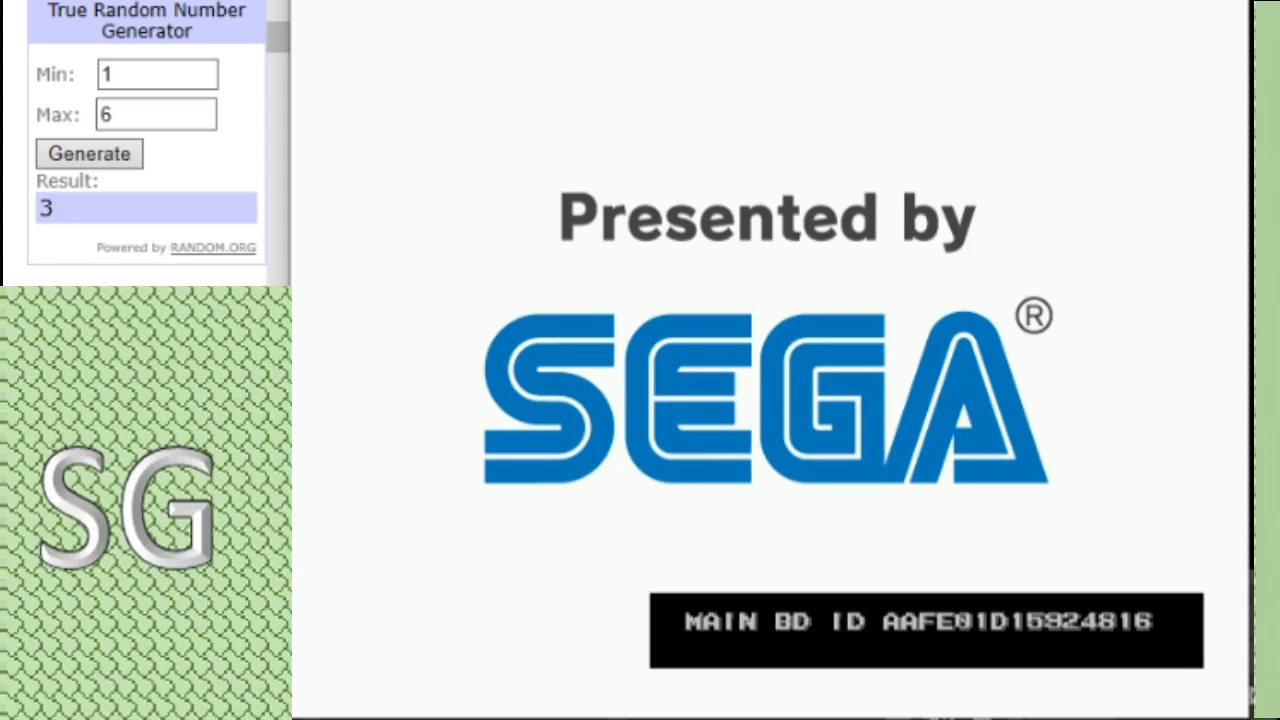 True Random Number
Generator
Min: 1
Max: 6
Generate
Result:
3
Powered by RANDOM.ORG
SG
Presented by
SEGA®
MAIN BD ID AAFE01D15924816